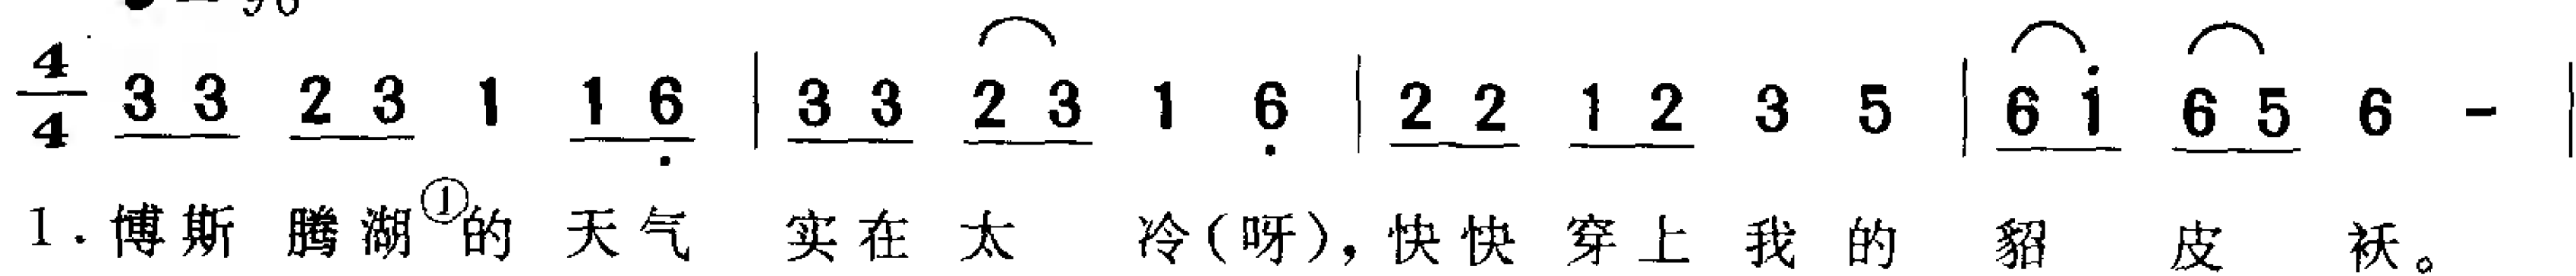 4/4 3 3 2 3 1 1 6̣ | 3 3 2 3 1 6̣ | 2 2 1 2 3 5 | 6 i 6 5 6 - |
1.博斯腾湖①的天气 实在太 冷(呀),快快穿上我的貂皮袄。